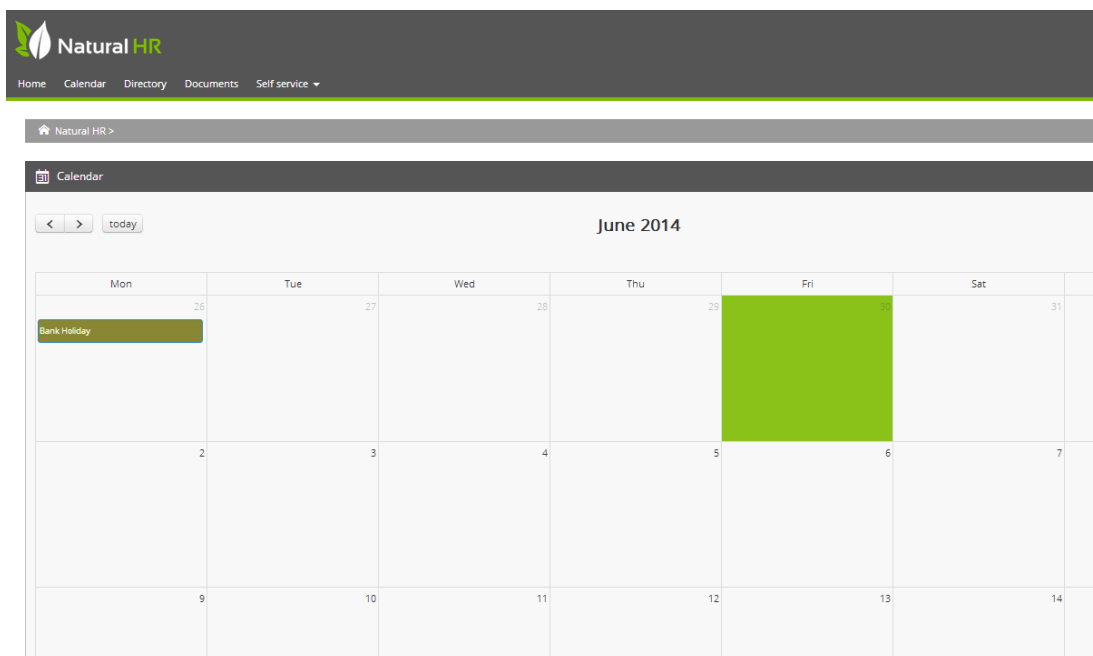 Natural HR
Home Calendar Directory Documents Self service
Natural HR >
Calendar
< > today
June 2014
Mon Tue Wed Thu Fri Sat
26 27 28 29 30 31
Bank Holiday
2 3 4 5 6 7
9 10 11 12 13 14